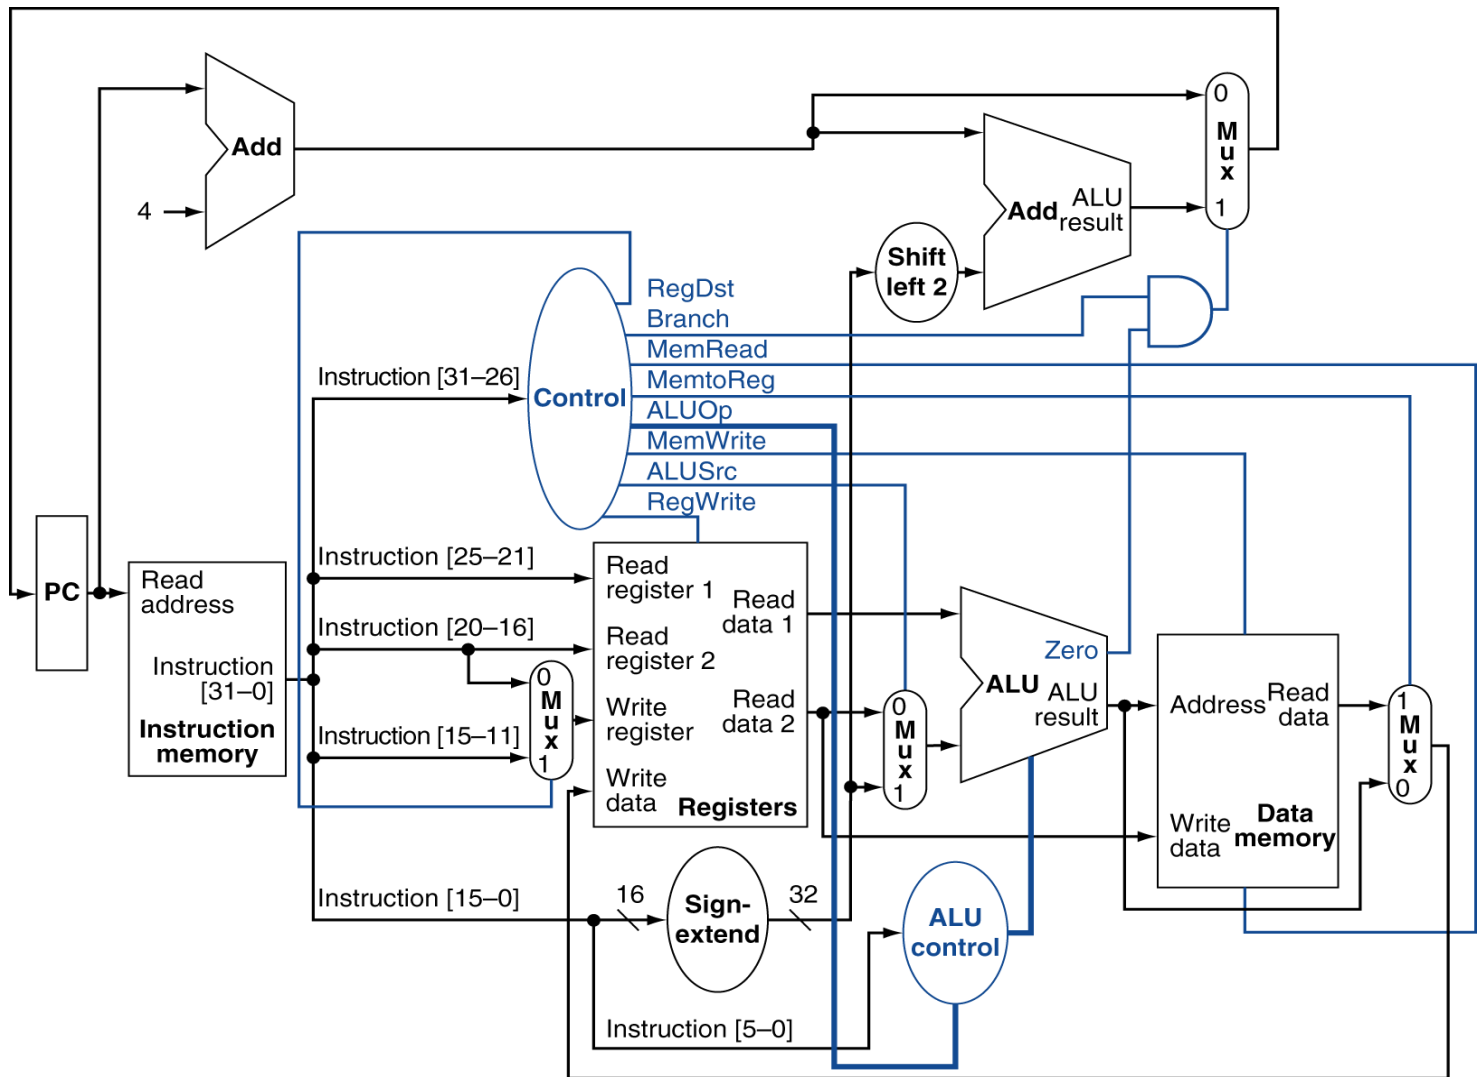 Add
4
0
M
u
x
1
Add
ALU
result
Shift
left 2
RegDst
Branch
MemRead
MemtoReg
ALUOp
MemWrite
ALUSrc
RegWrite
Control
Instruction [31–26]
Instruction [25–21]
Instruction [20–16]
Instruction [15–11]
Instruction [15–0]
Instruction [5–0]
PC
Read
address
Instruction
[31–0]
Instruction
memory
0
M
u
x
1
Read
register 1
Read
register 2
Write
register
Write
data
Read
data 1
Read
data 2
Registers
0
M
u
x
1
Zero
ALU
ALU
result
Address
Read
data
Write
data
Data
memory
1
M
u
x
0
16
Sign-
extend
32
ALU
control